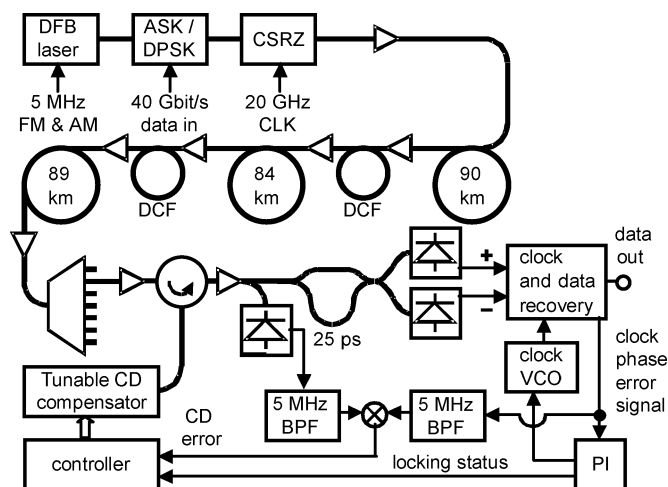 DFB
laser
ASK /
DPSK
CSRZ
5 MHz
FM & AM
40 Gbit/s
data in
20 GHz
CLK
89
km
DCF
84
km
DCF
90
km
data
out
+
−
clock
and data
recovery
25 ps
clock
phase
error
signal
clock
VCO
Tunable CD
compensator
CD
error
5 MHz
BPF
5 MHz
BPF
controller
locking status
PI